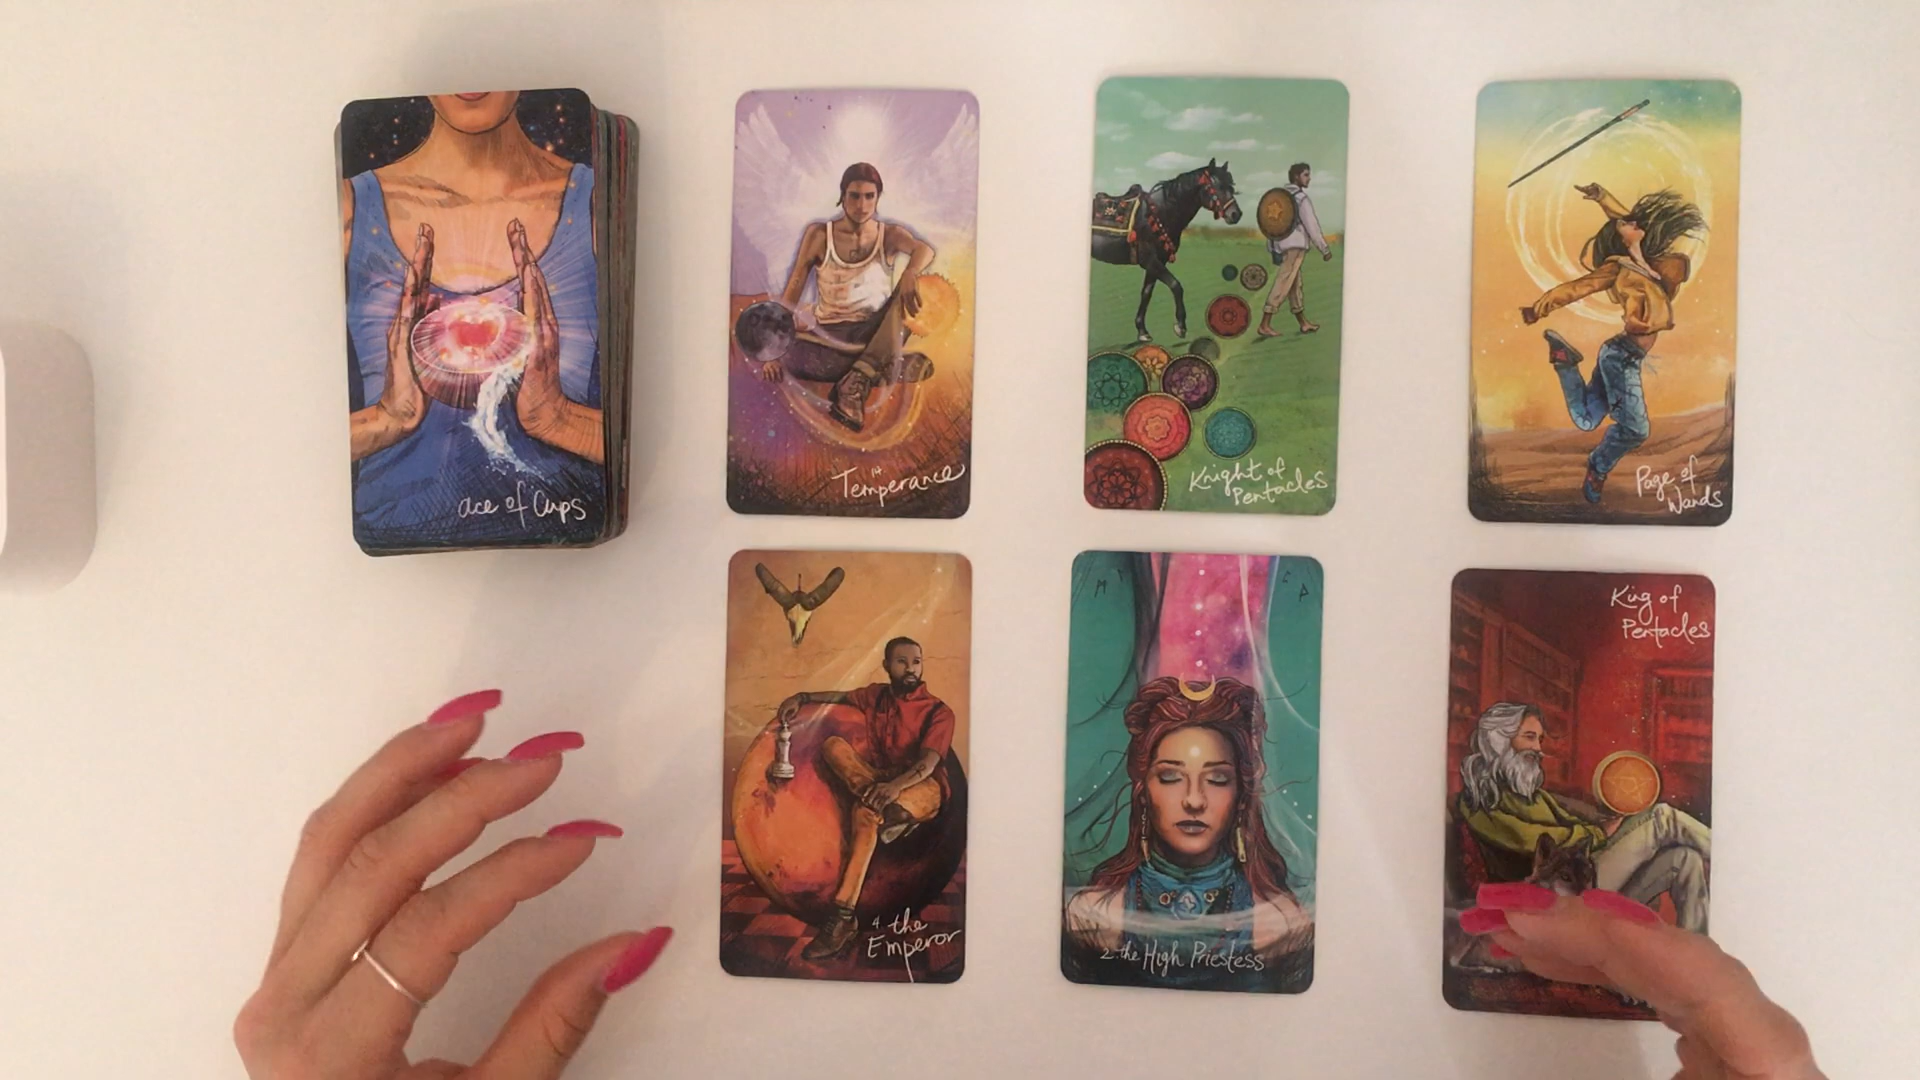 ace of Cups
14
Temperance
Knight of
Pentacles
Page of
Wands
4 the
Emperor
2 the High Priestess
King of
Pentacles